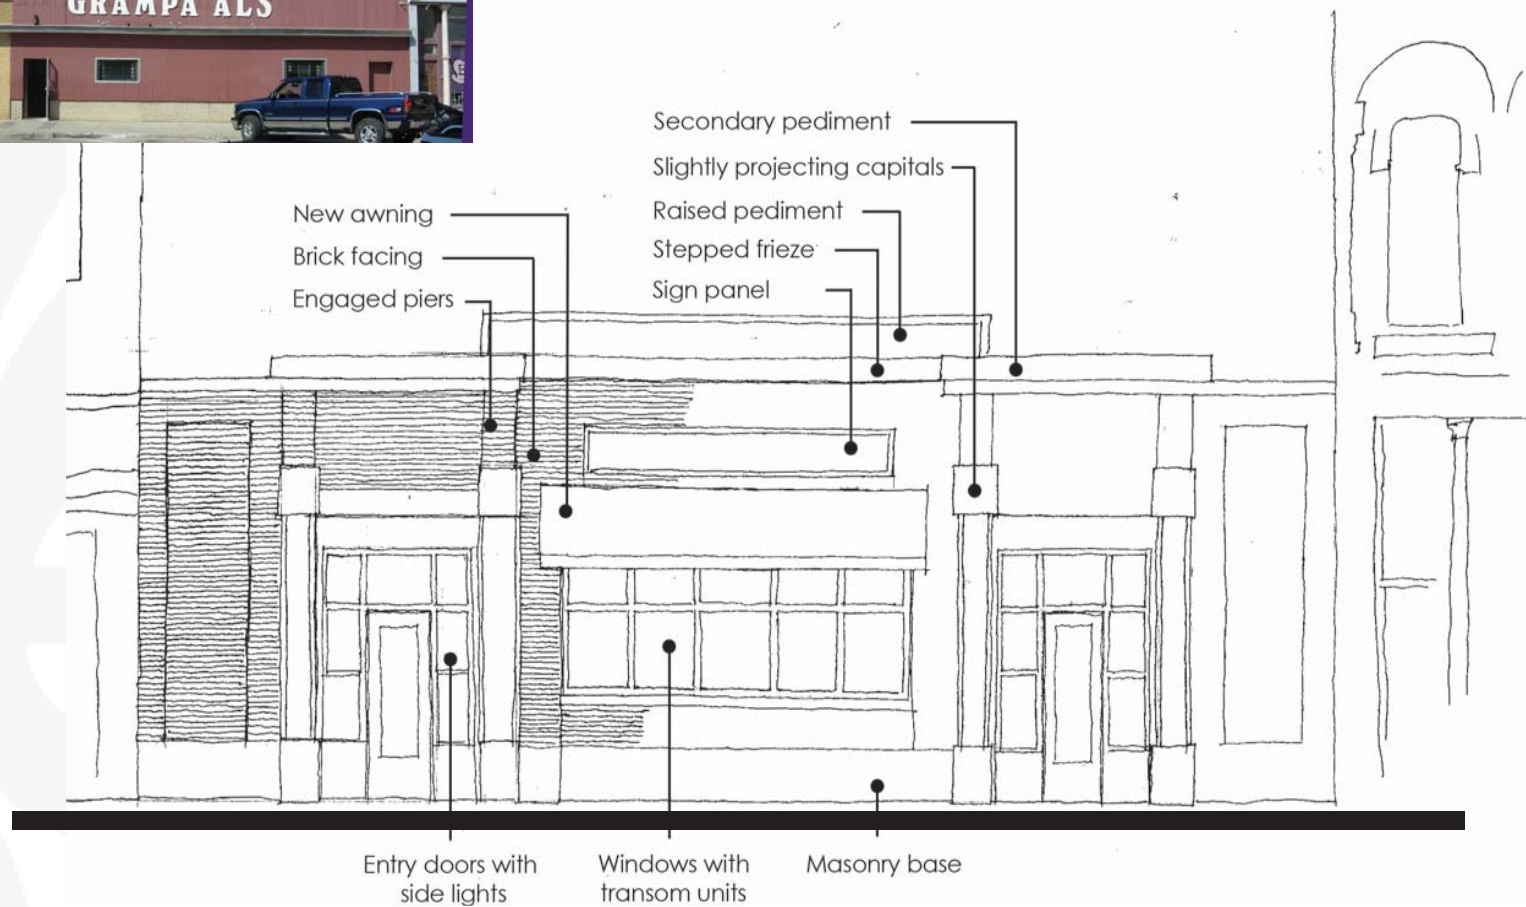 GRAMPA ALS
Secondary pediment
Slightly projecting capitals
New awning
Raised pediment
Brick facing
Stepped frieze
Engaged piers
Sign panel
Entry doors with
side lights
Windows with
transom units
Masonry base